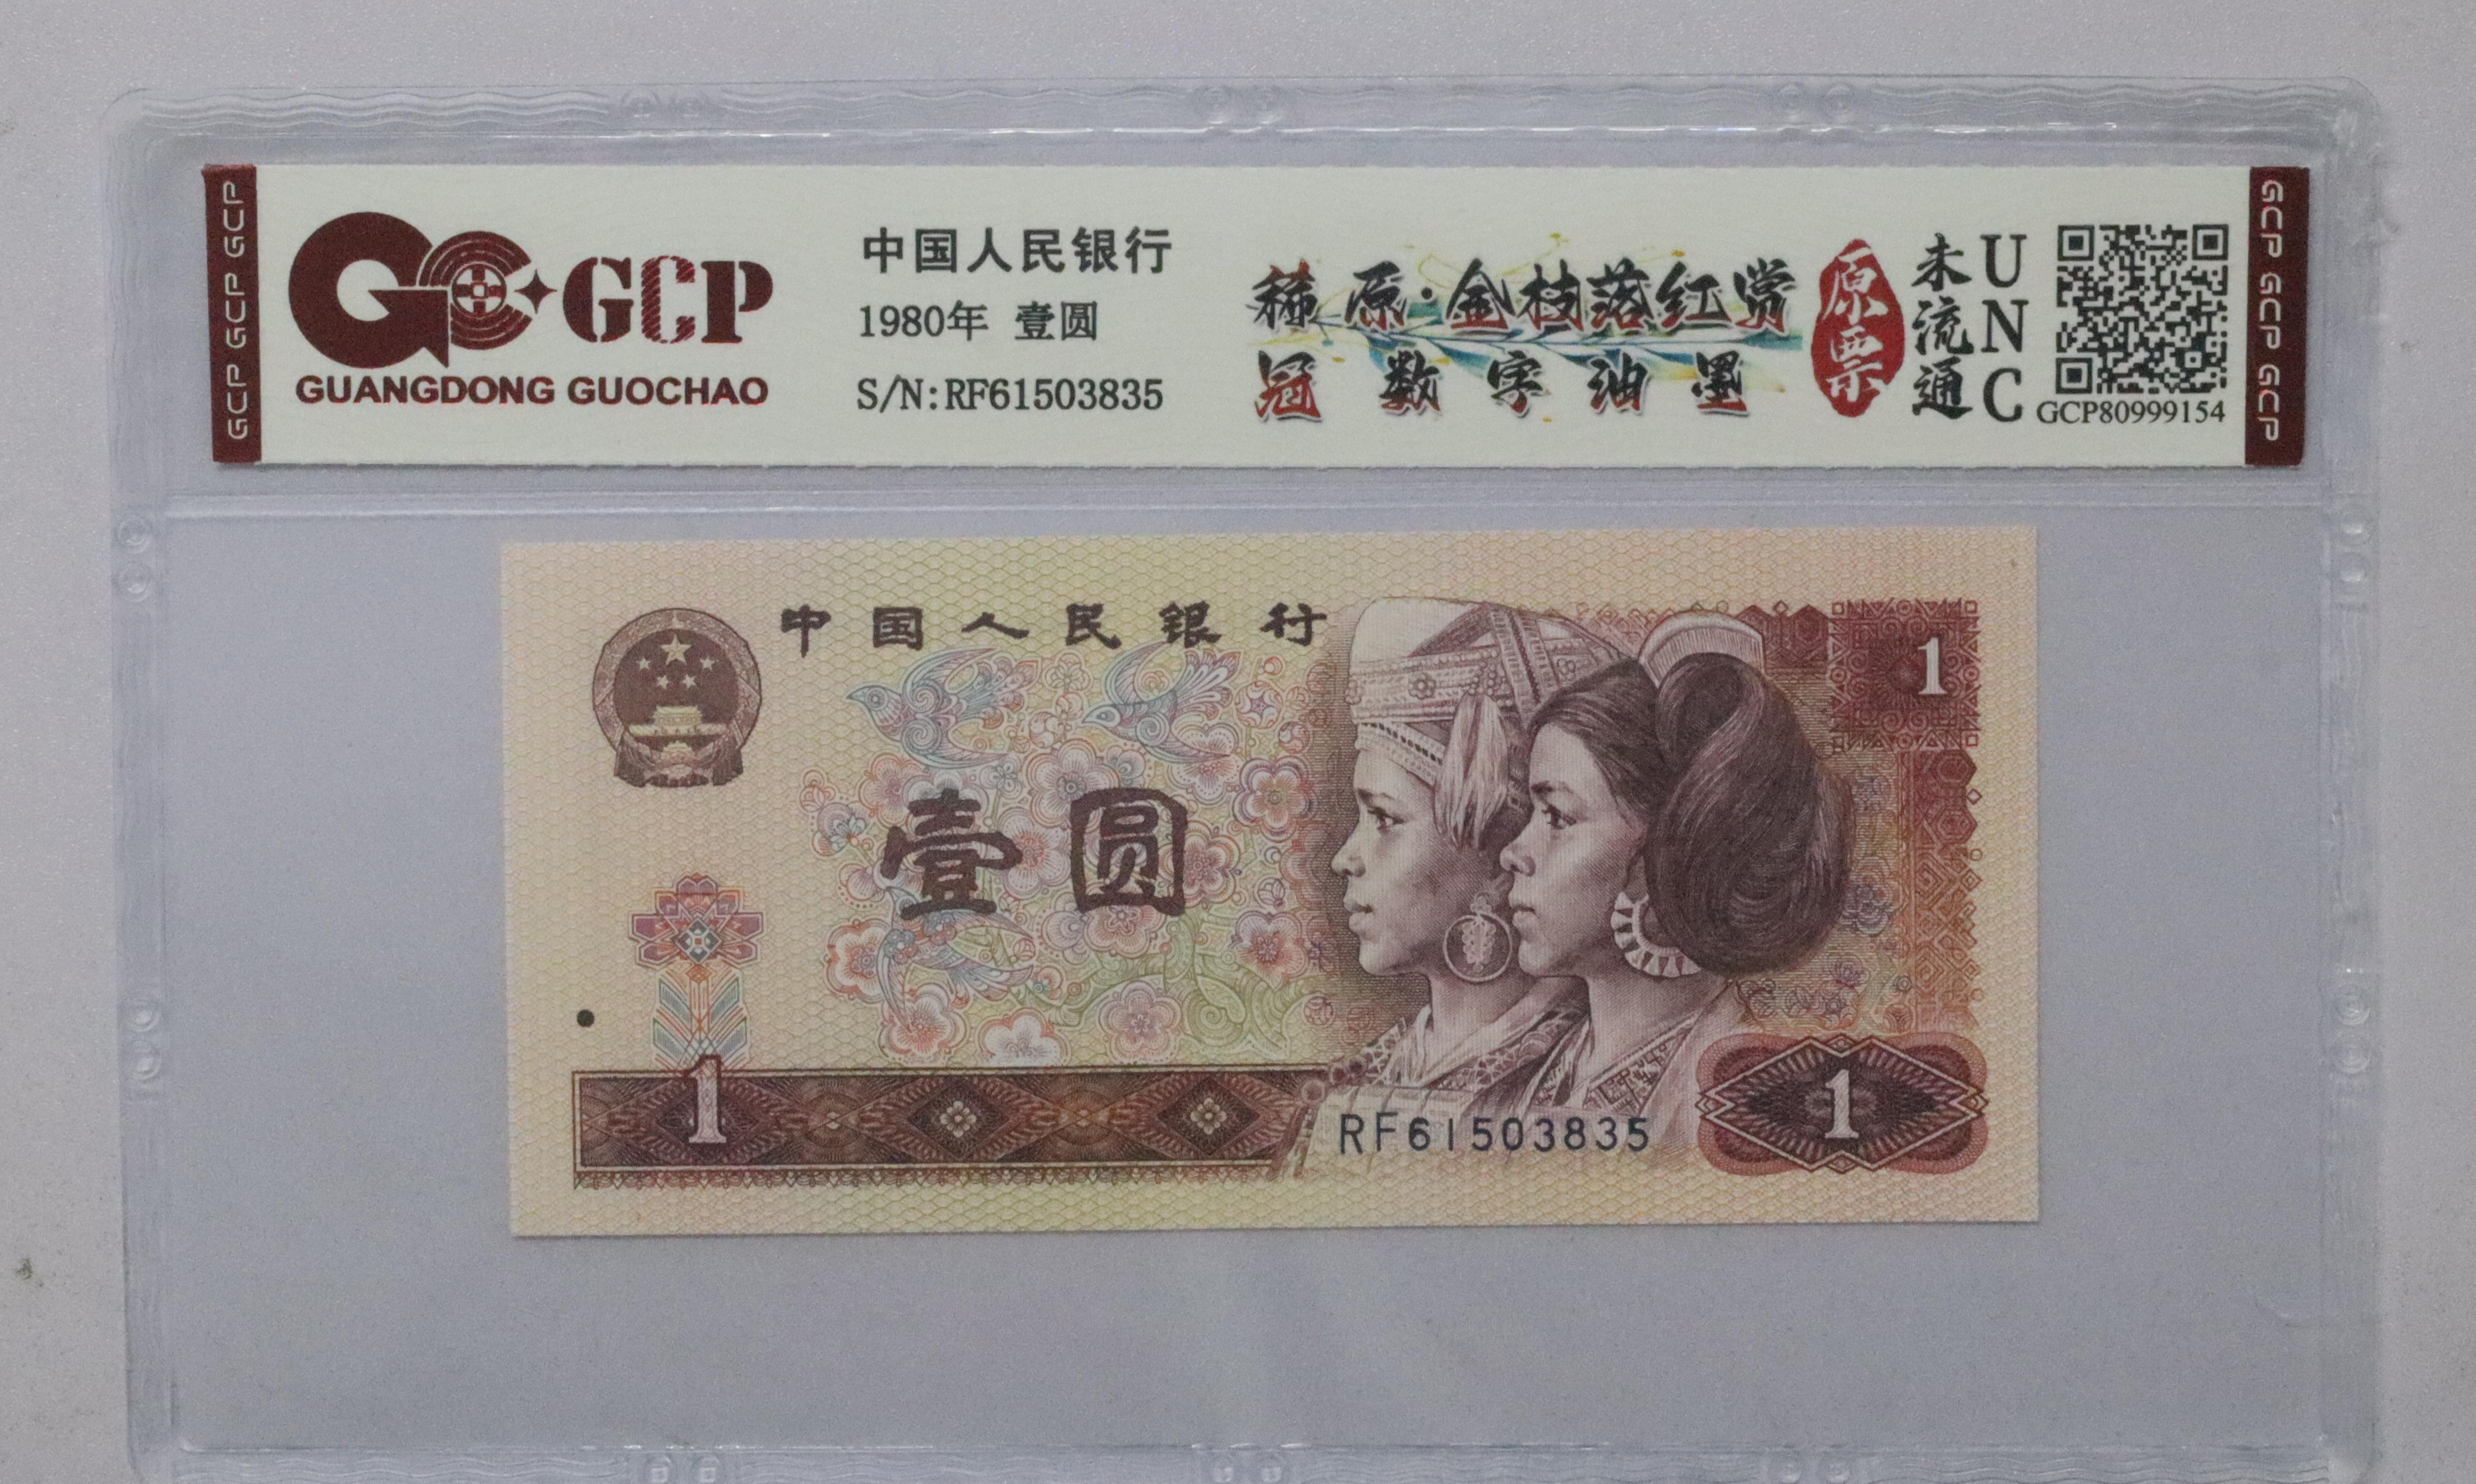 GCP GCP GCP
GCP
GUANGDONG GUOCHAO
中国人民银行
1980年 壹圆
S/N:RF61503835
秭原·金枝落红赏
冠数字油墨
原票
未流通
UNC
GCP80999154
GCP GCP GCP
中国人民银行
1
壹圆
1
RF61503835
1